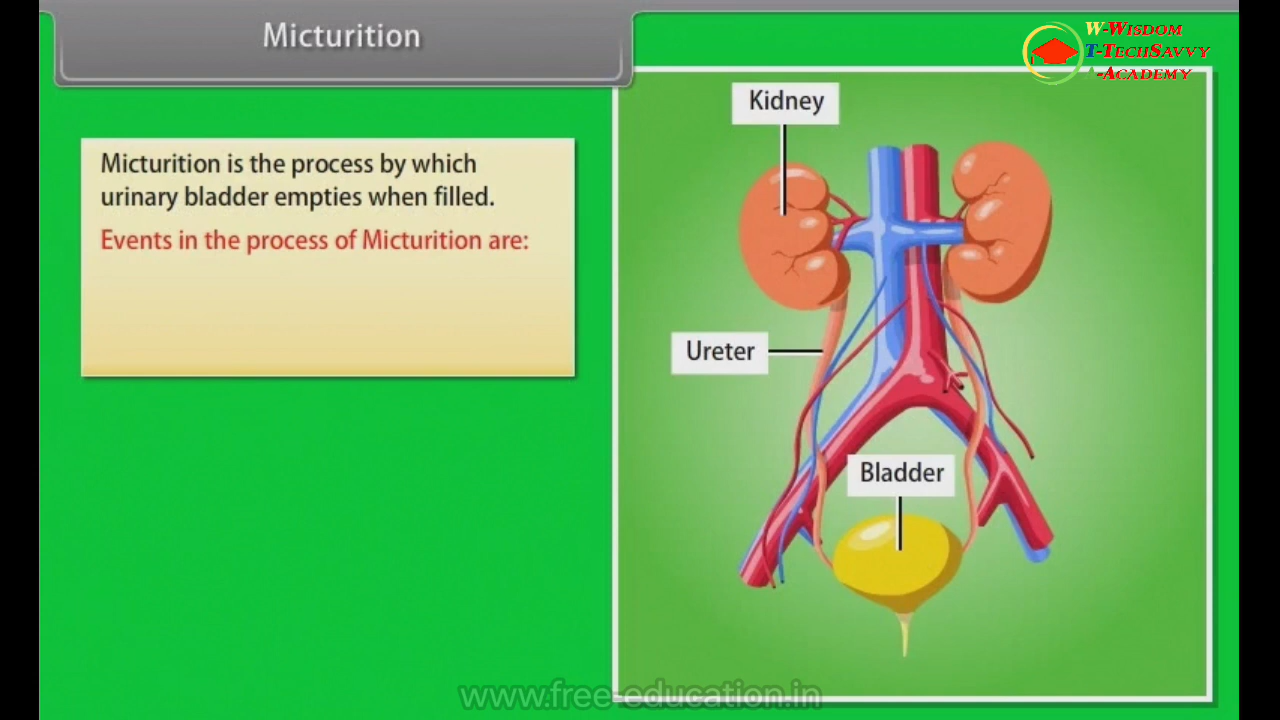 Micturition
W-Wisdom
T-TechSavvy
A-Academy
Micturition is the process by which
urinary bladder empties when filled.
Events in the process of Micturition are:
Kidney
Ureter
Bladder
www.free-education.in